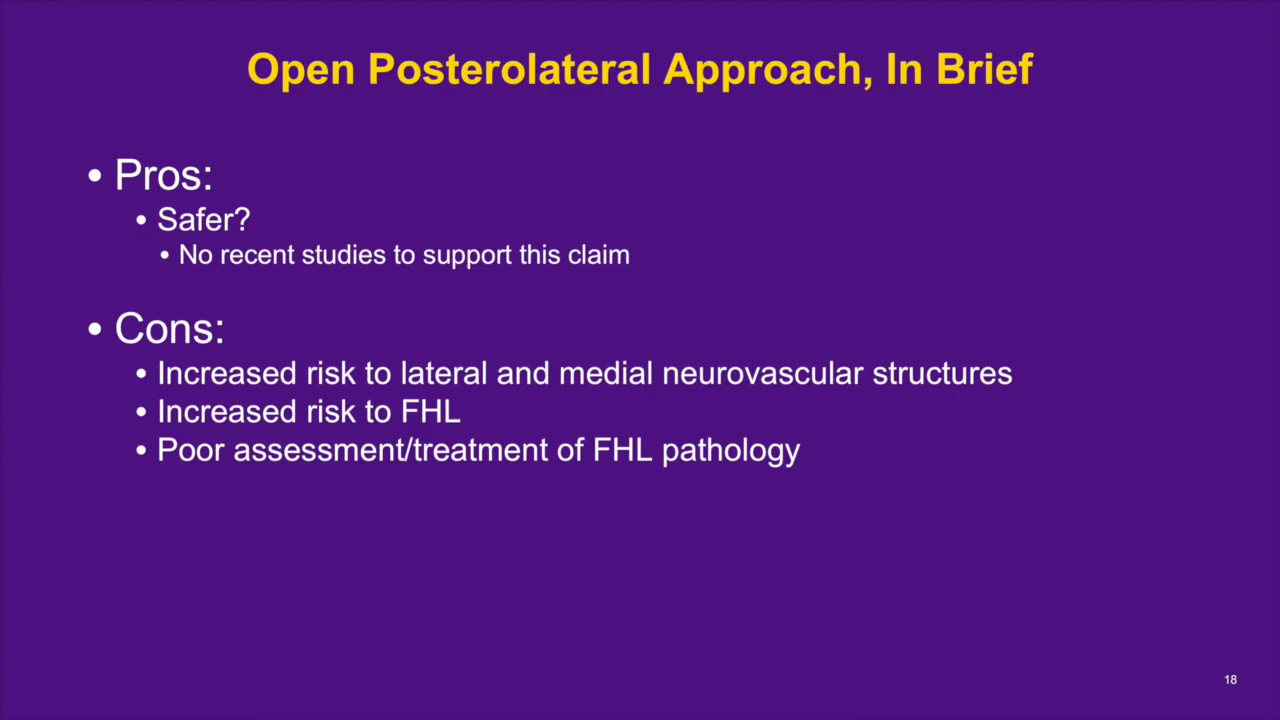 Open Posterolateral Approach, In Brief
• Pros:
• Safer?
• No recent studies to support this claim
• Cons:
• Increased risk to lateral and medial neurovascular structures
• Increased risk to FHL
• Poor assessment/treatment of FHL pathology
18